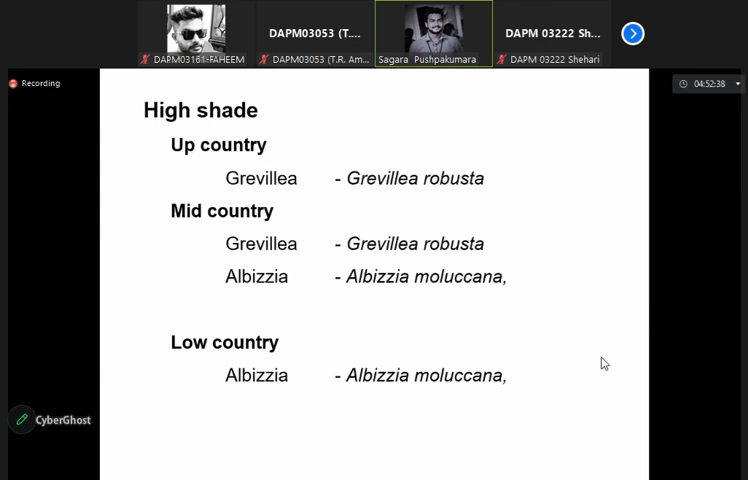 DAPM03053 (T....
DAPM 03222 Sh...
DAPM03161-FAHEEM
DAPM03053 (T.R. Am...
Sagara Pushpakumara
DAPM 03222 Shehari
Recording
04:52:38
High shade
Up country
Grevillea - Grevillea robusta
Mid country
Grevillea - Grevillea robusta
Albizzia - Albizzia moluccana,
Low country
Albizzia - Albizzia moluccana,
CyberGhost